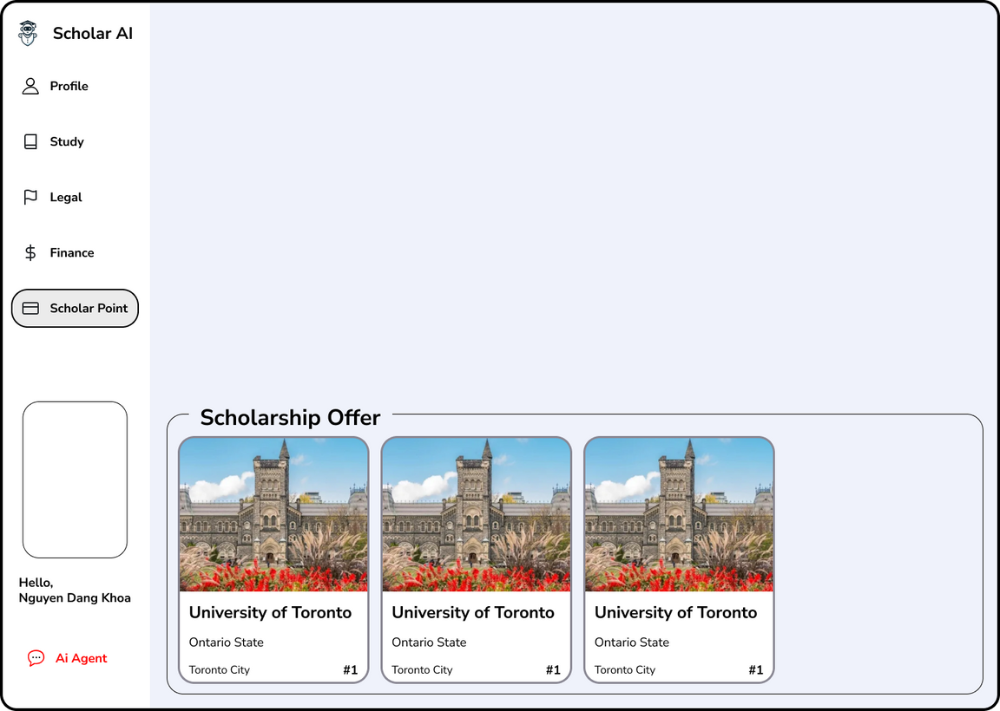 Scholar AI
Profile
Study
Legal
Finance
Scholar Point
Hello,
Nguyen Dang Khoa
Ai Agent
Scholarship Offer
University of Toronto
Ontario State
Toronto City #1
University of Toronto
Ontario State
Toronto City #1
University of Toronto
Ontario State
Toronto City #1